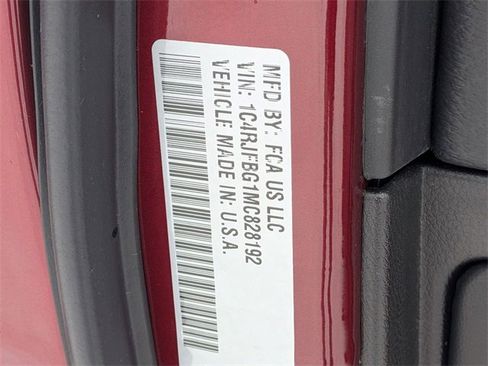 MFD BY: FCA US LLC
VIN: 1C4RJFBG1MC828192
VEHICLE MADE IN: U.S.A.